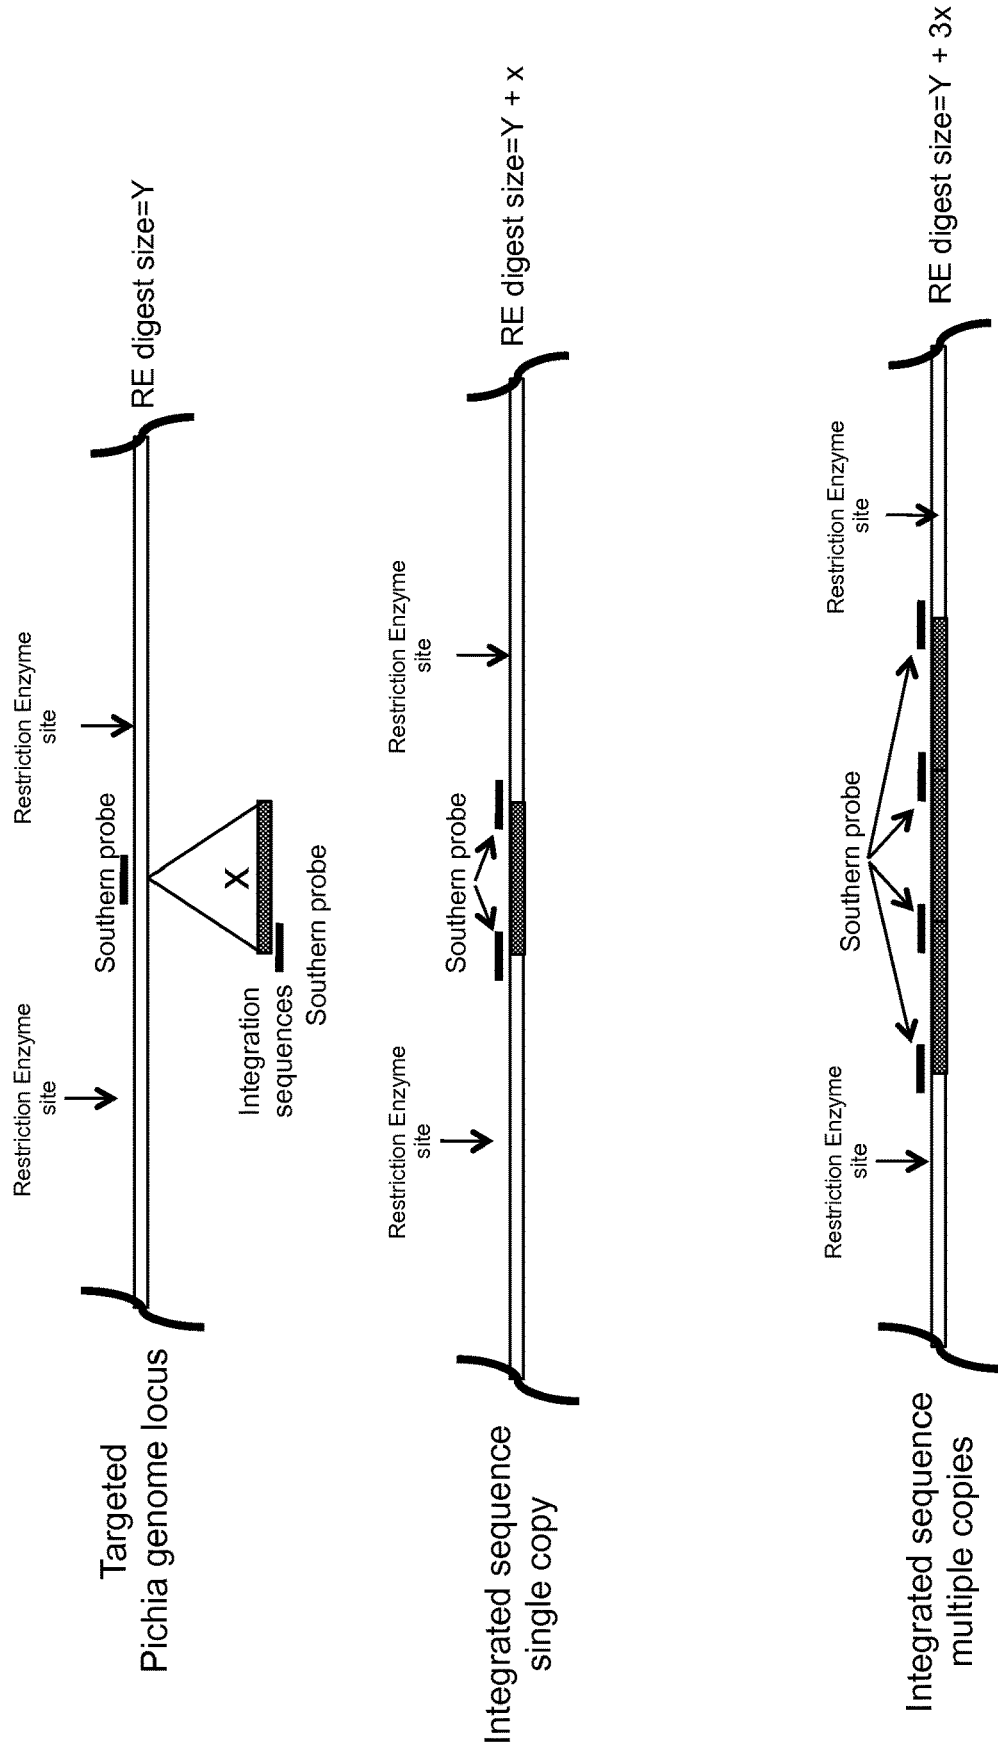 Targeted
Pichia genome locus
Restriction Enzyme
site
Restriction Enzyme
site
Southern probe
RE digest size=Y
X
Integration
sequences
Southern probe
Integrated sequence
single copy
Restriction Enzyme
site
Southern probe
Restriction Enzyme
site
RE digest size=Y + x
Integrated sequence
multiple copies
Restriction Enzyme
site
Southern probe
Restriction Enzyme
site
RE digest size=Y + 3x